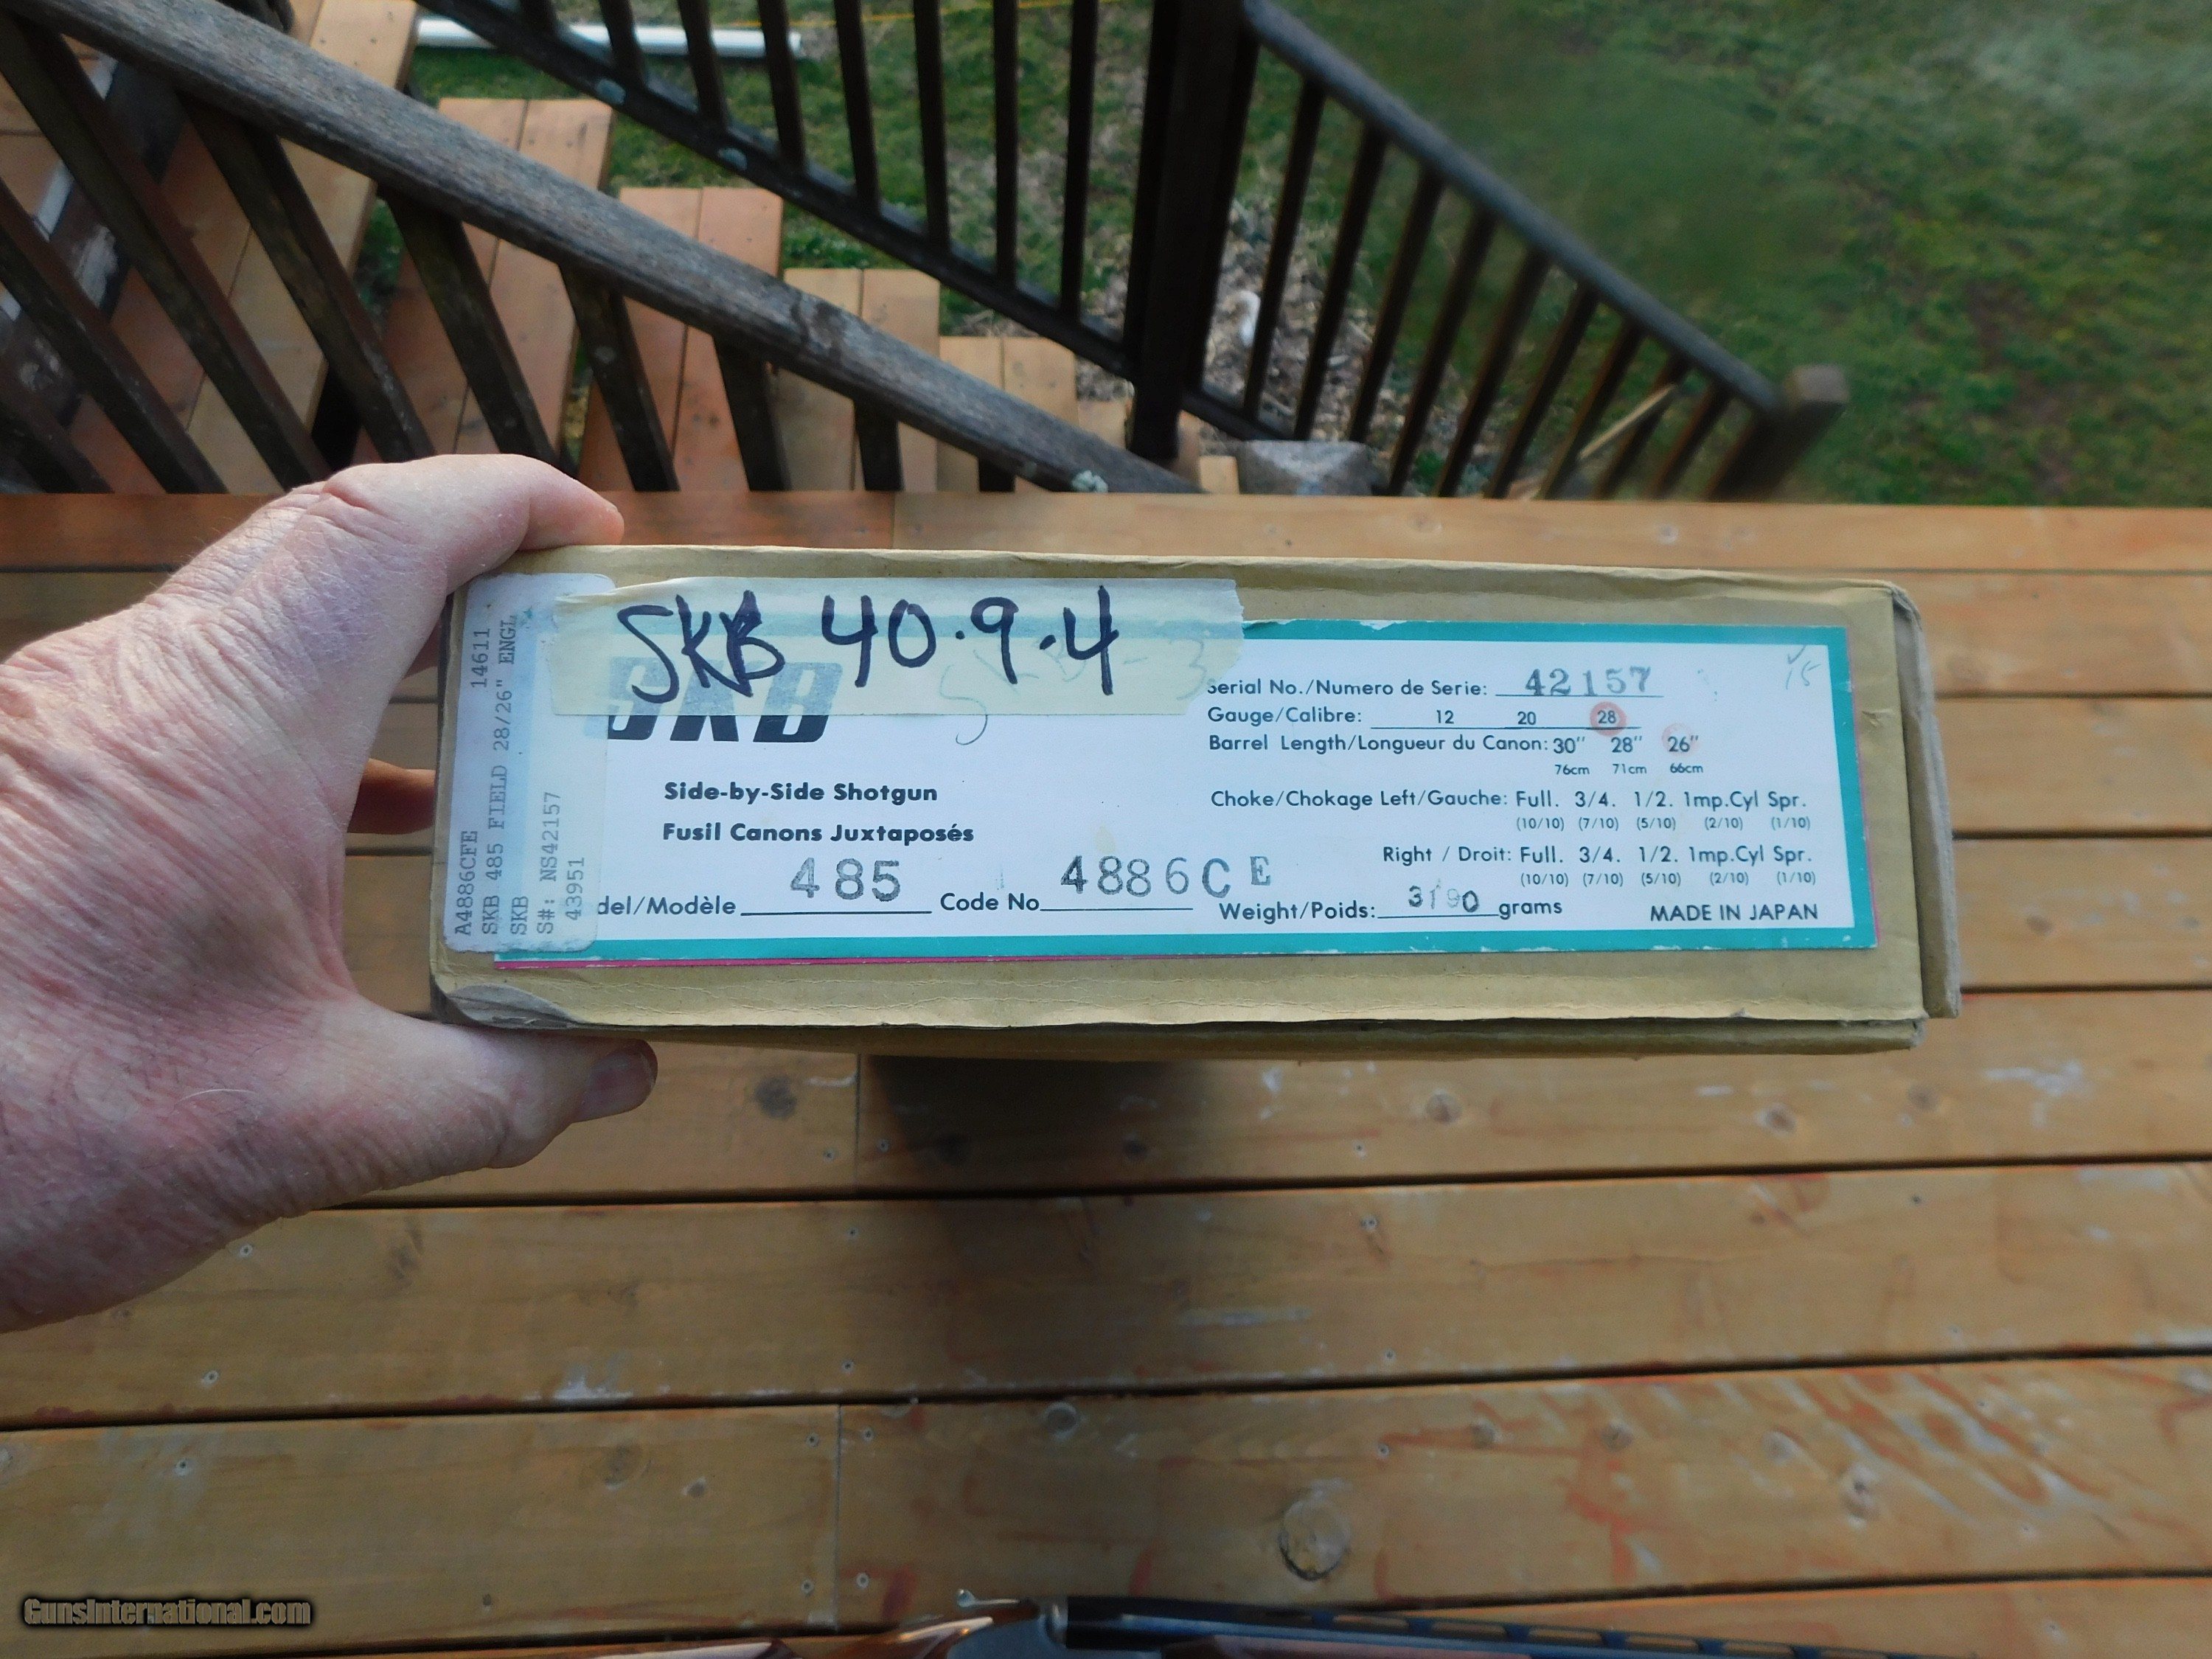 SKB 40.9.4
SKB
Side-by-Side Shotgun
Fusil Canons Juxtaposés
del/Modèle 485 Code No. 4886CE
Serial No./Numero de Serie: 42157
Gauge/Calibre: 12 20 28
Barrel Length/Longueur du Canon: 30" 28" 26"
76cm 71cm 66cm
Choke/Chokage Left/Gauche: Full. 3/4. 1/2. Imp.Cyl Spr.
(10/10) (7/10) (5/10) (2/10) (1/10)
Right / Droit: Full. 3/4. 1/2. Imp.Cyl Spr.
(10/10) (7/10) (5/10) (2/10) (1/10)
Weight/Poids: 3190 grams
MADE IN JAPAN
A4886CFE 14611
SKB 485 FIELD 28/26" ENGL
SKB
S#: NS42157
43951
GunsInternational.com